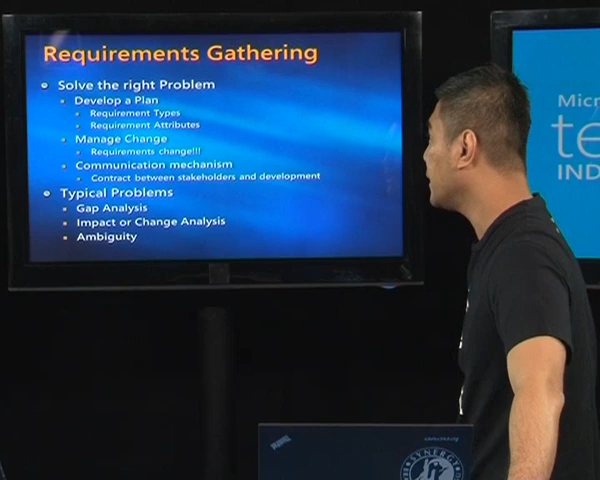 Requirements Gathering
Solve the right Problem
Develop a Plan
Requirement Types
Requirement Attributes
Manage Change
Requirements change!!!
Communication mechanism
Contract between stakeholders and development
Typical Problems
Gap Analysis
Impact or Change Analysis
Ambiguity
Micr
te
IND
SYNERGY